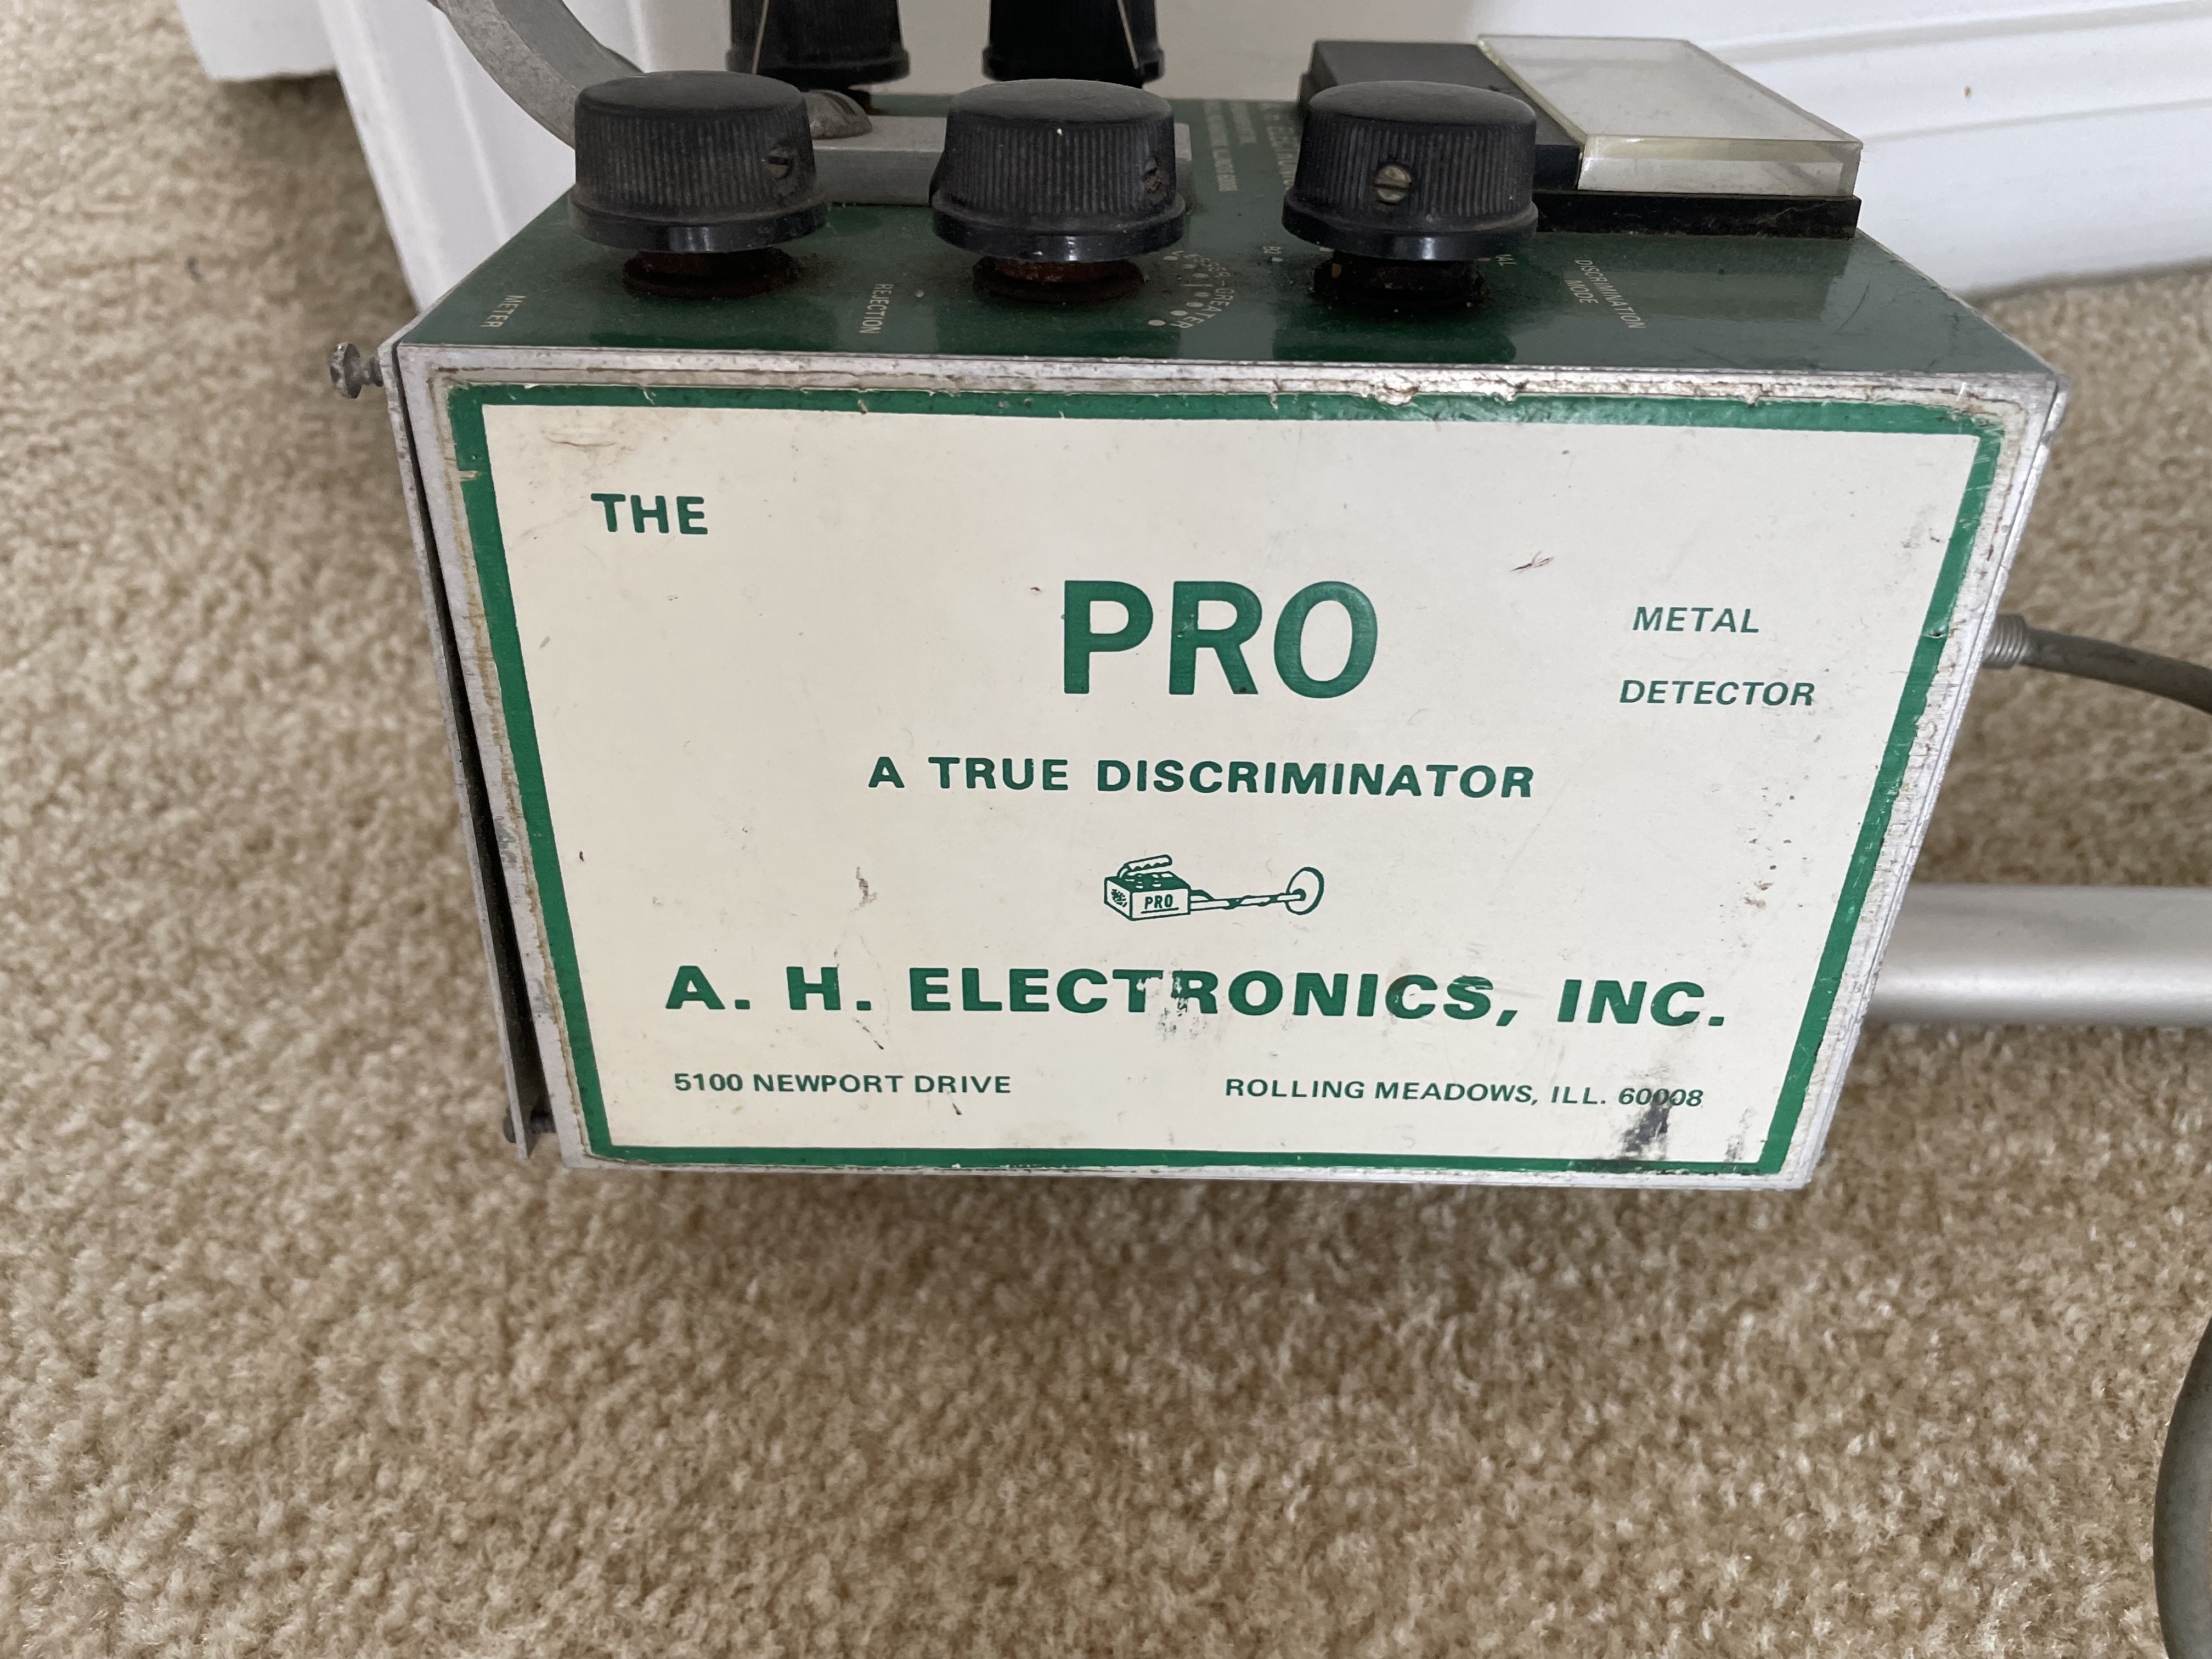 METER
REJECTION
GREATER
DISCRIMINATION
MODE
THE
PRO
METAL
DETECTOR
A TRUE DISCRIMINATOR
PRO
A. H. ELECTRONICS, INC.
5100 NEWPORT DRIVE
ROLLING MEADOWS, ILL. 60008